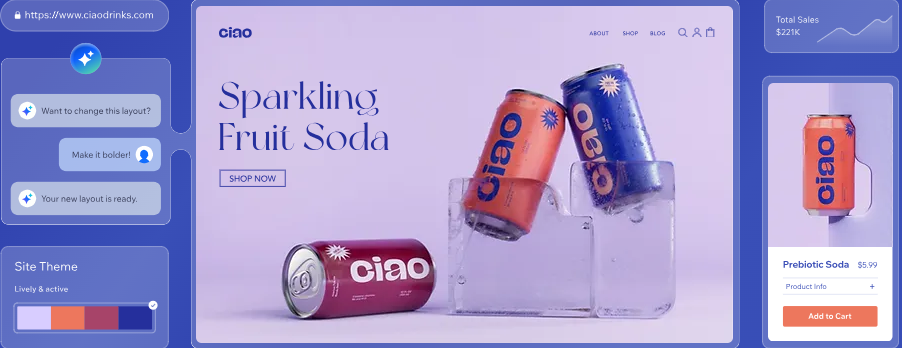 https://www.ciaodrinks.com
Want to change this layout?
Make it bolder!
Your new layout is ready.
Site Theme
Lively & active
ciao
ABOUT
SHOP
BLOG
Sparkling
Fruit Soda
SHOP NOW
ciao
ciao
ciao
Total Sales
$221K
ciao
Prebiotic Soda
$5.99
Product Info
+
Add to Cart